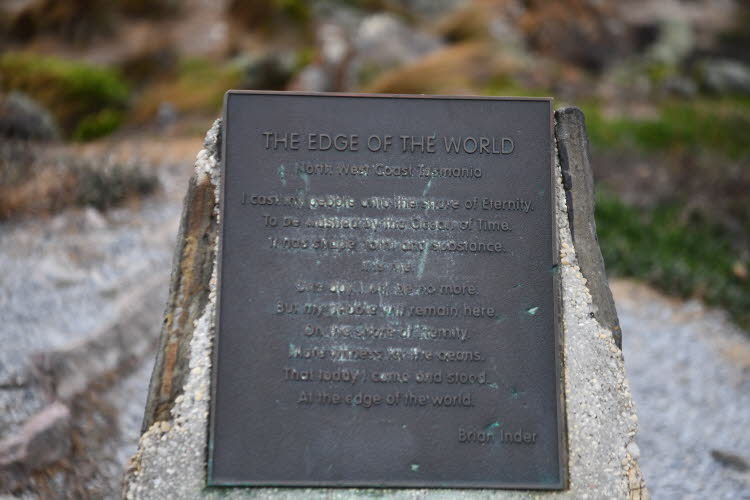 THE EDGE OF THE WORLD
North West Coast Tasmania
I cast my pebble onto the shore of Eternity.
To be washed by the Ocean of Time.
It has shape, form and substance.
It is me.
One day I will be no more.
But my pebble will remain here.
On the shore of Eternity.
Mute witness for the aeons.
That today I came and stood
At the edge of the world.
Brian Inder